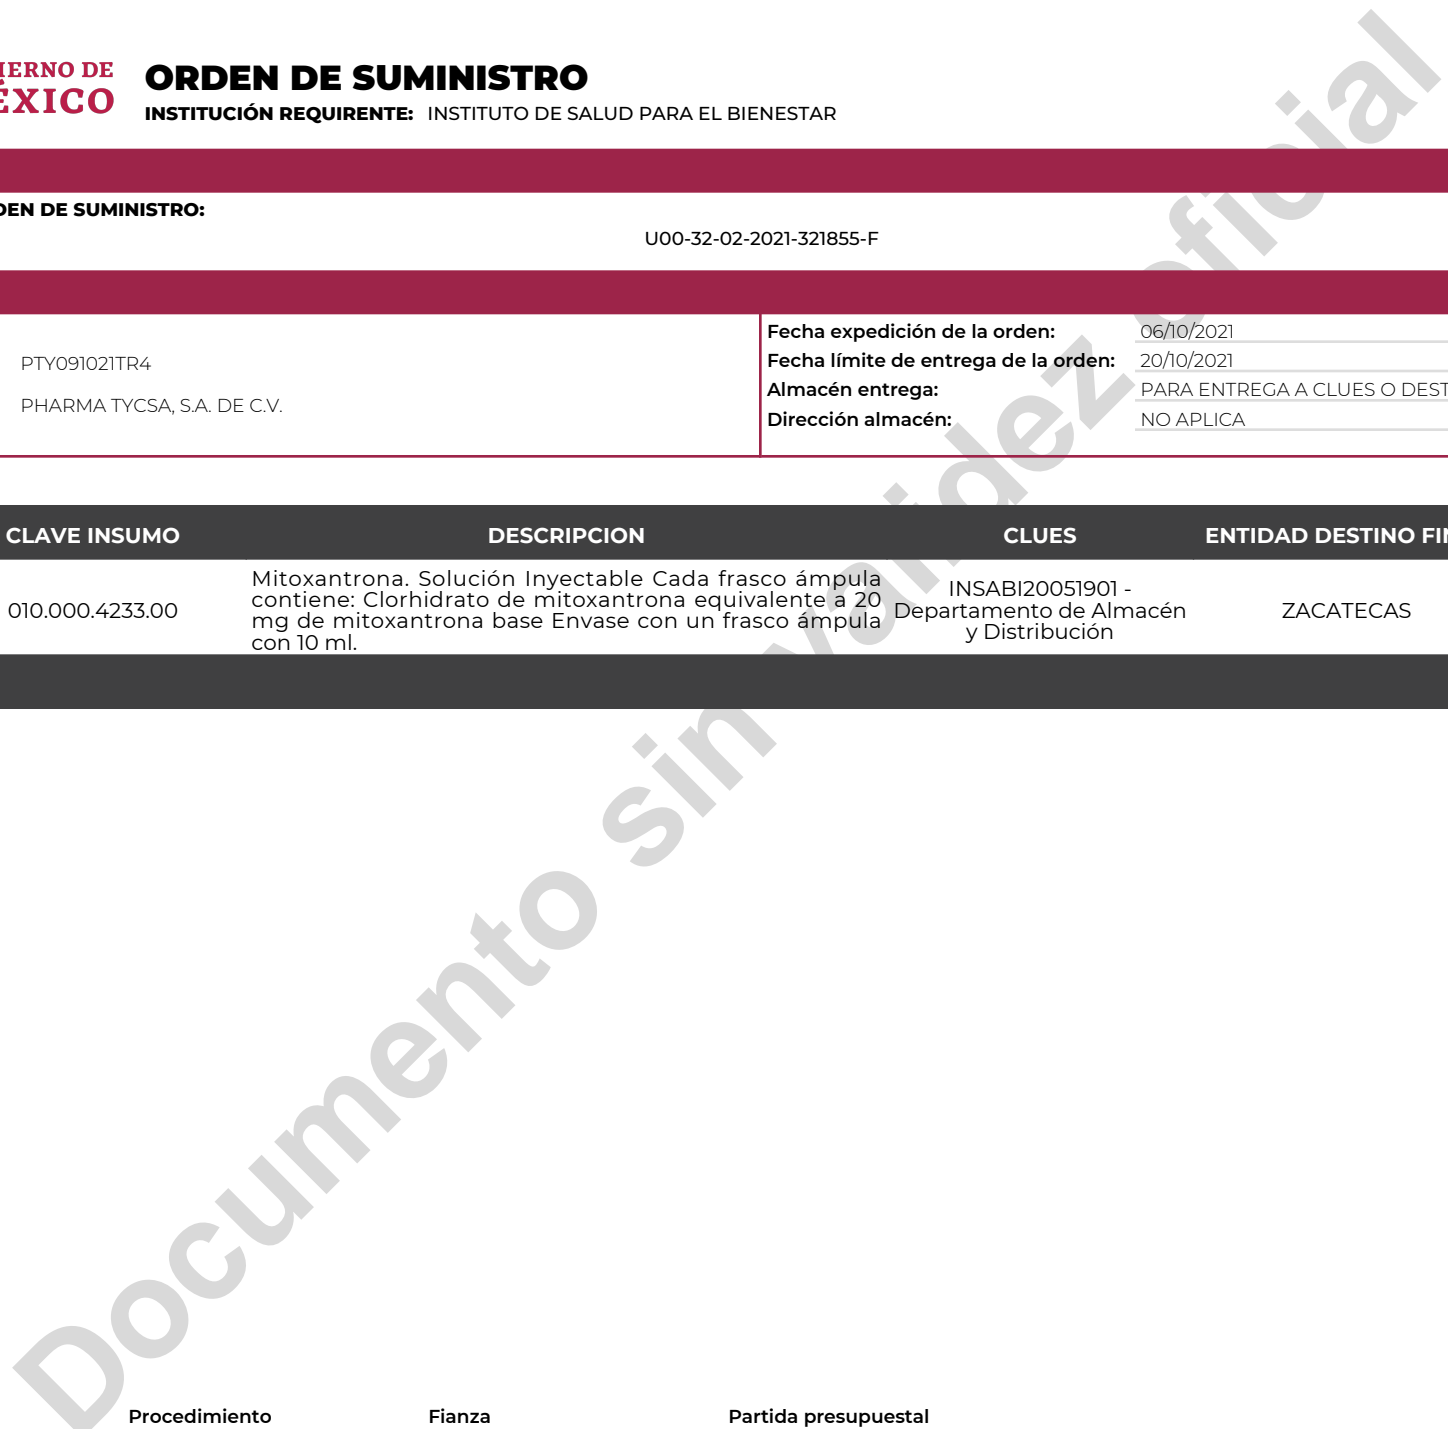 IERNO DE
ÉXICO
ORDEN DE SUMINISTRO
INSTITUCIÓN REQUIRENTE: INSTITUTO DE SALUD PARA EL BIENESTAR
DEN DE SUMINISTRO:
U00-32-02-2021-321855-F
PTY091021TR4
PHARMA TYCSA, S.A. DE C.V.
Fecha expedición de la orden: 06/10/2021
Fecha límite de entrega de la orden: 20/10/2021
Almacén entrega: PARA ENTREGA A CLUES O DEST
Dirección almacén: NO APLICA
CLAVE INSUMO DESCRIPCION CLUES ENTIDAD DESTINO FIN
010.000.4233.00
Mitoxantrona. Solución Inyectable Cada frasco ámpula
contiene: Clorhidrato de mitoxantrona equivalente a 20
mg de mitoxantrona base Envase con un frasco ámpula
con 10 ml.
INSABI20051901 -
Departamento de Almacén
y Distribución
ZACATECAS
Documento sin validez oficial
Procedimiento Fianza Partida presupuestal